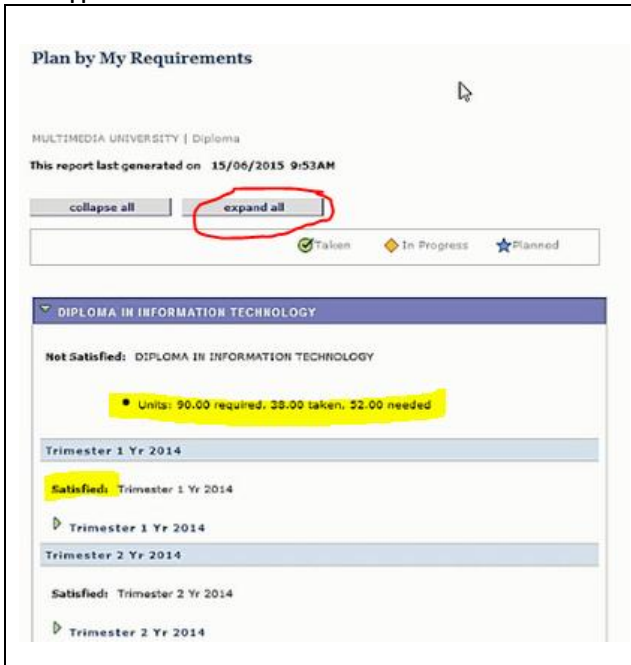 Plan by My Requirements
MULTIMEDIA UNIVERSITY | Diploma
This report last generated on 15/06/2015 9:53AM
collapse all expand all
Taken In Progress Planned
DIPLOMA IN INFORMATION TECHNOLOGY
Not Satisfied: DIPLOMA IN INFORMATION TECHNOLOGY
• Units: 90.00 required, 38.00 taken, 52.00 needed
Trimester 1 Yr 2014
Satisfied: Trimester 1 Yr 2014
Trimester 1 Yr 2014
Trimester 2 Yr 2014
Satisfied: Trimester 2 Yr 2014
Trimester 2 Yr 2014